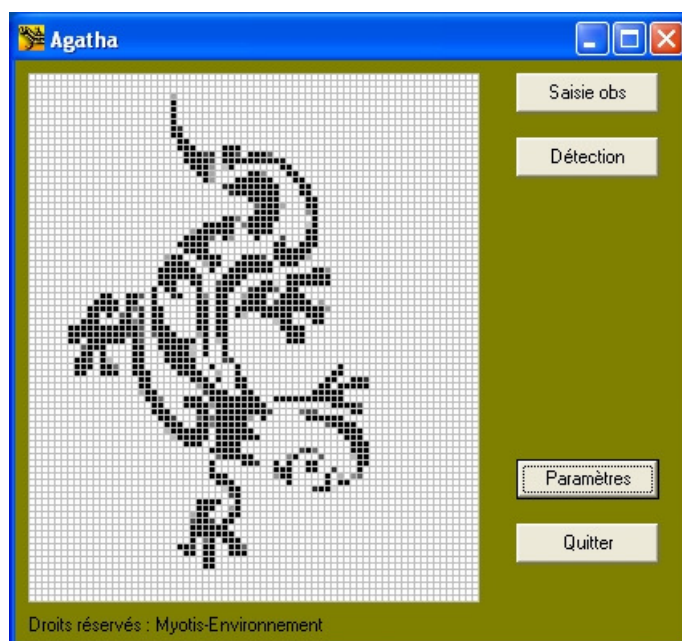 Agatha
Saisie obs
Détection
Paramètres
Quitter
Droits réservés : Myotis-Environnement